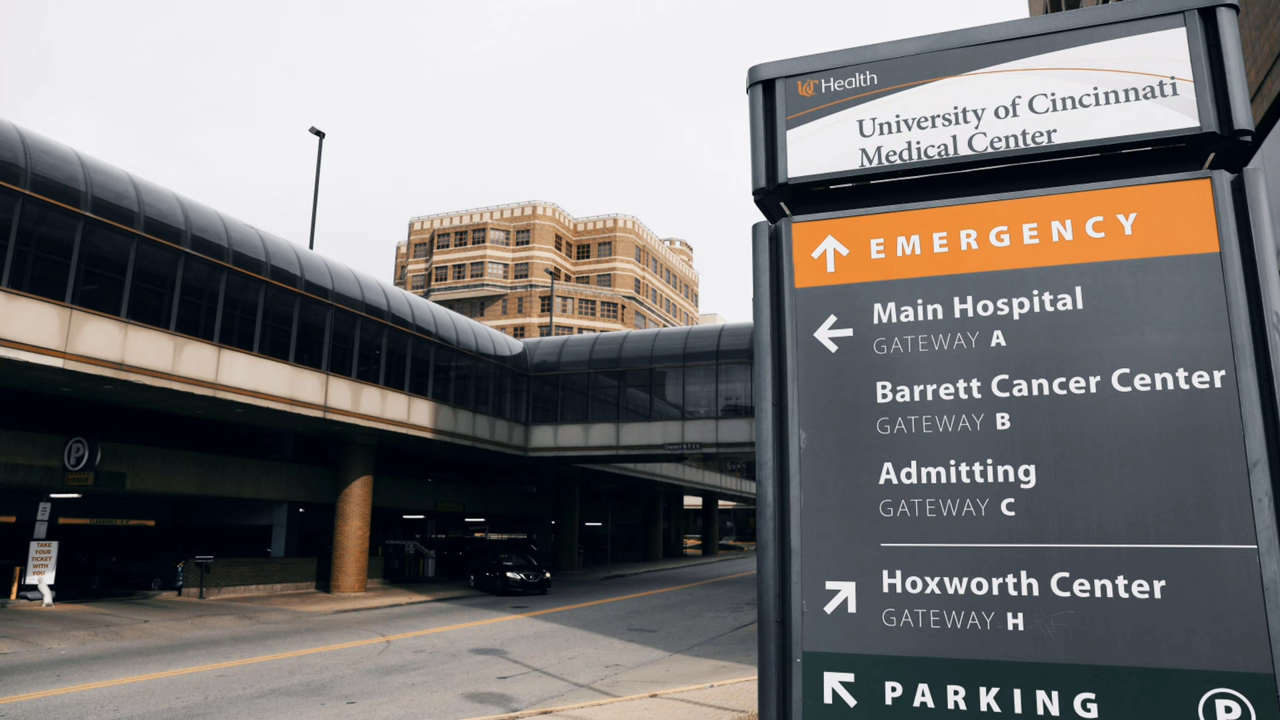 UC Health
University of Cincinnati
Medical Center
EMERGENCY
Main Hospital
GATEWAY A
Barrett Cancer Center
GATEWAY B
Admitting
GATEWAY C
Hoxworth Center
GATEWAY H
PARKING
P
P
TAKE
YOUR
TICKET
WITH
YOU